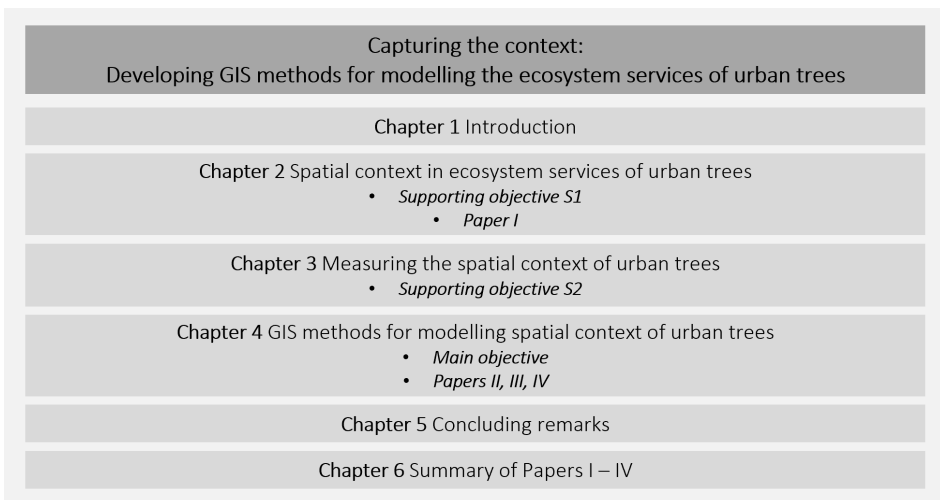 Capturing the context:
Developing GIS methods for modelling the ecosystem services of urban trees
Chapter 1 Introduction
Chapter 2 Spatial context in ecosystem services of urban trees
• Supporting objective S1
• Paper I
Chapter 3 Measuring the spatial context of urban trees
• Supporting objective S2
Chapter 4 GIS methods for modelling spatial context of urban trees
• Main objective
• Papers II, III, IV
Chapter 5 Concluding remarks
Chapter 6 Summary of Papers I – IV